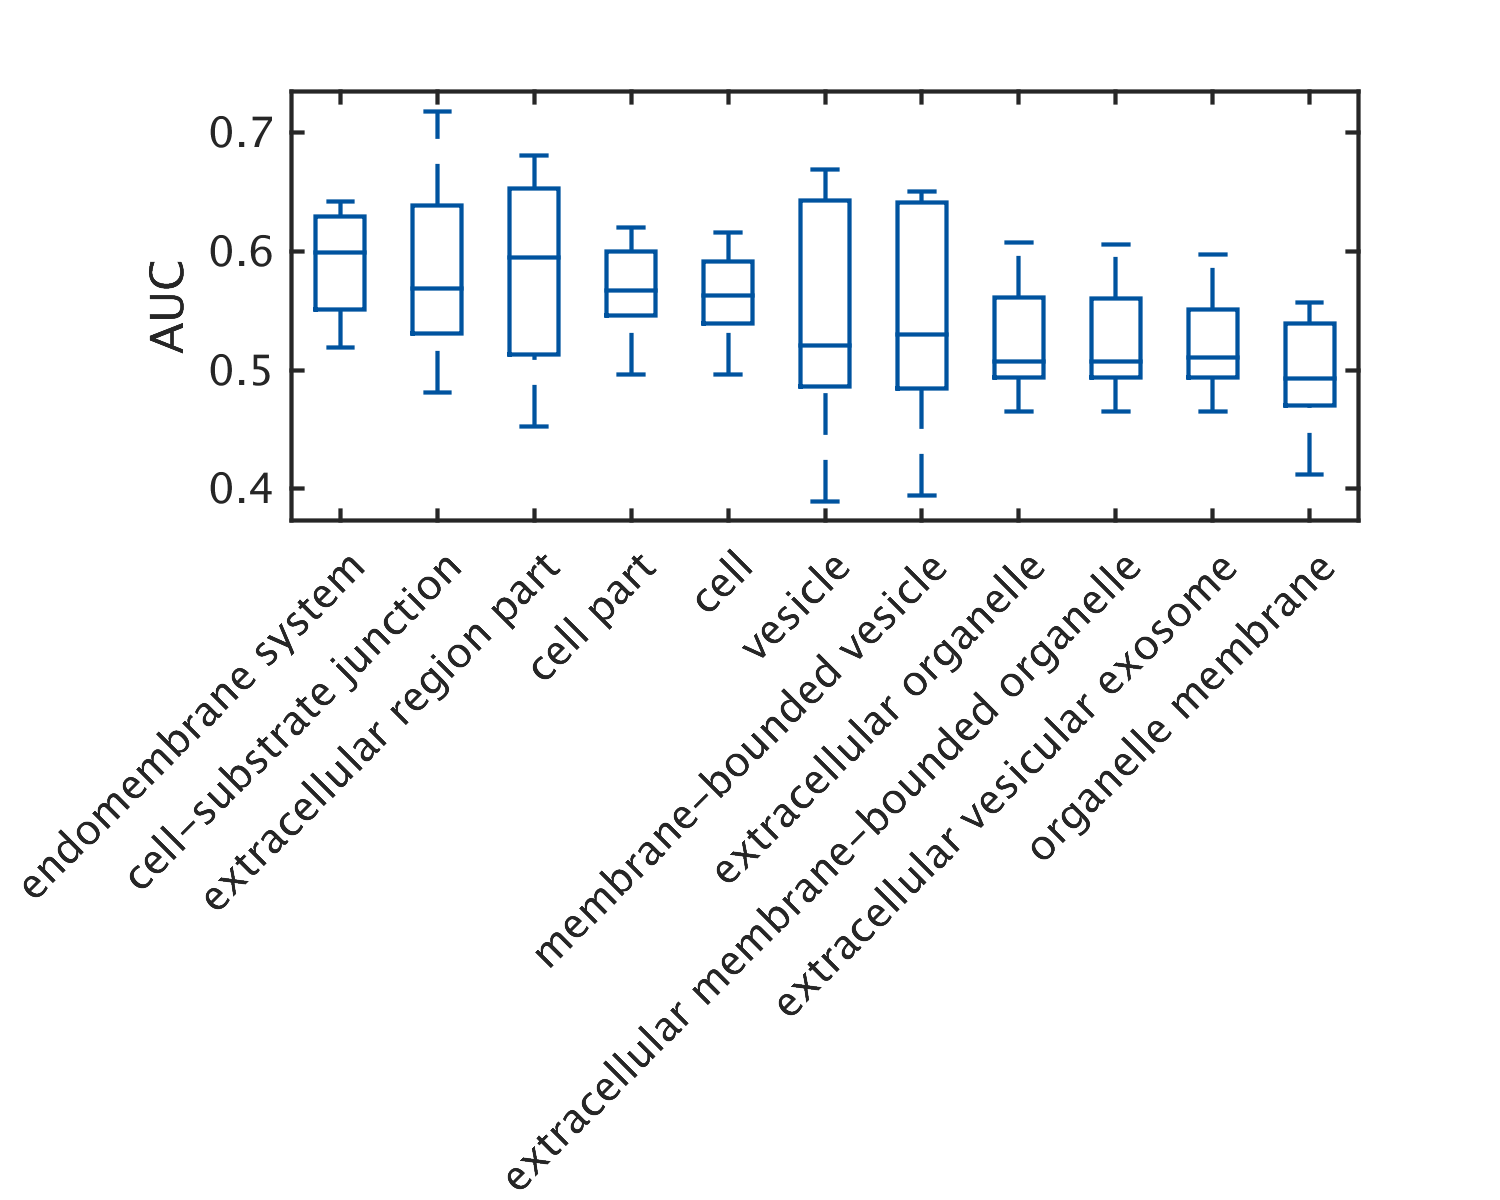 AUC
0.7
0.6
0.5
0.4
endomembrane system
cell−substrate junction
extracellular region part
cell part
cell
vesicle
membrane−bounded vesicle
extracellular organelle
extracellular membrane−bounded organelle
extracellular vesicular exosome
organelle membrane